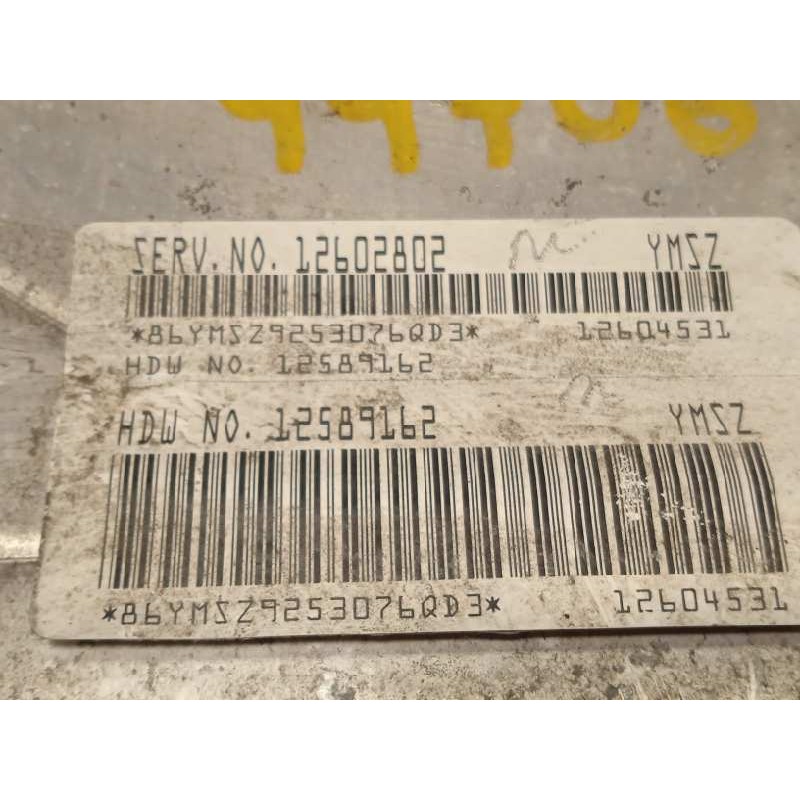 SERV. NO. 12602802 YMSZ
*86YMSZ9253076QD3* 12604531
HDW NO. 12589162
HDW NO. 12589162 YMSZ
*86YMSZ9253076QD3* 12604531